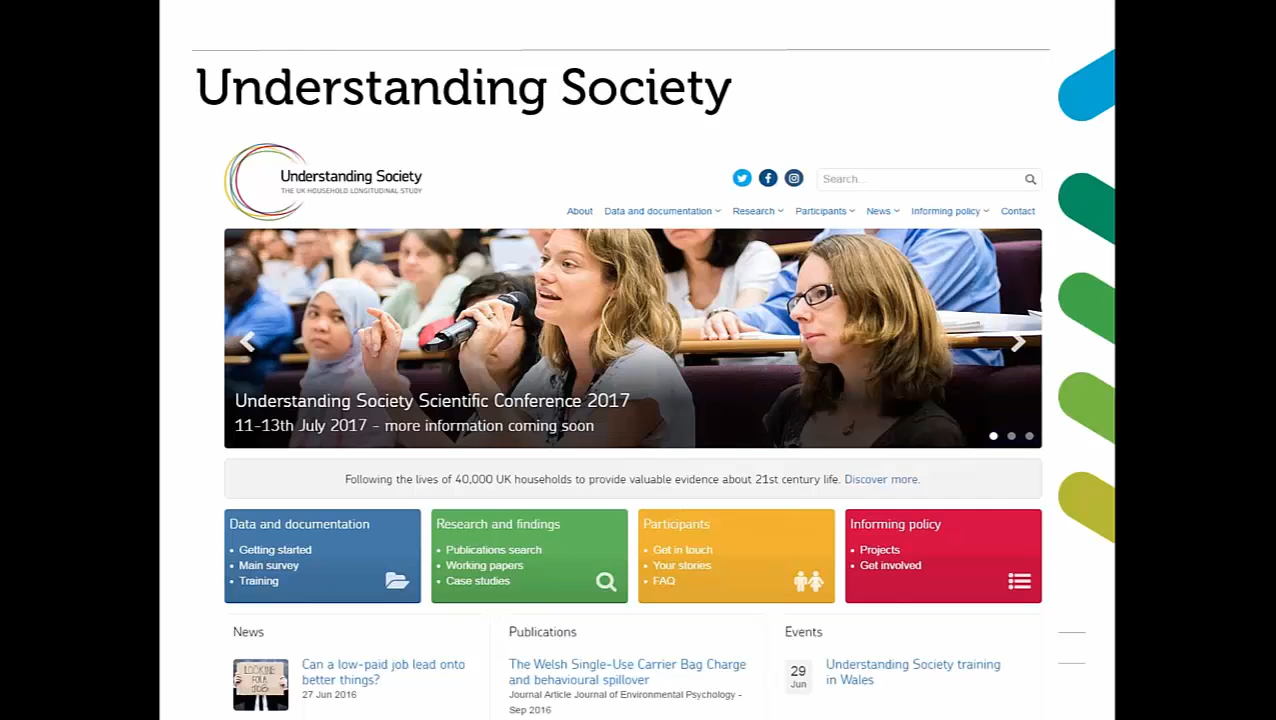 Understanding Society
Understanding Society
THE UK HOUSEHOLD LONGITUDINAL STUDY
Search...
About Data and documentation Research Participants News Informing policy Contact
Understanding Society Scientific Conference 2017
11-13th July 2017 - more information coming soon
Following the lives of 40,000 UK households to provide valuable evidence about 21st century life. Discover more.
Data and documentation
• Getting started
• Main survey
• Training
Research and findings
• Publications search
• Working papers
• Case studies
Participants
• Get in touch
• Your stories
• FAQ
Informing policy
• Projects
• Get involved
News
LOOKING
FOR A
JOB
Can a low-paid job lead onto
better things?
27 Jun 2016
Publications
The Welsh Single-Use Carrier Bag Charge
and behavioural spillover
Journal Article Journal of Environmental Psychology -
Sep 2016
Events
29
Jun
Understanding Society training
in Wales